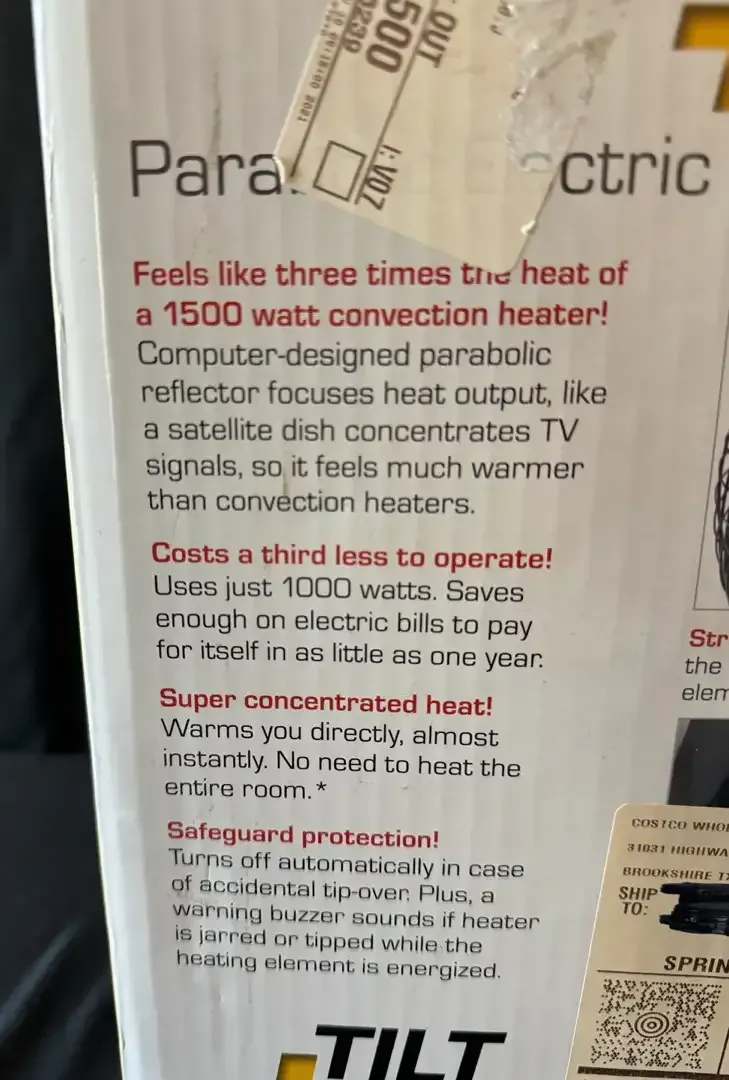 OUT
500
0239
I: V07
Para
ctric
Feels like three times the heat of
a 1500 watt convection heater!
Computer-designed parabolic
reflector focuses heat output, like
a satellite dish concentrates TV
signals, so it feels much warmer
than convection heaters.
Costs a third less to operate!
Uses just 1000 watts. Saves
enough on electric bills to pay
for itself in as little as one year.
Super concentrated heat!
Warms you directly, almost
instantly. No need to heat the
entire room.*
Safeguard protection!
Turns off automatically in case
of accidental tip-over. Plus, a
warning buzzer sounds if heater
is jarred or tipped while the
heating element is energized.
TILT
Str
the
elem
COSTCO WHOL
31031 HIGHWA
BROOKSHIRE TX
SHIP
TO:
SPRIN